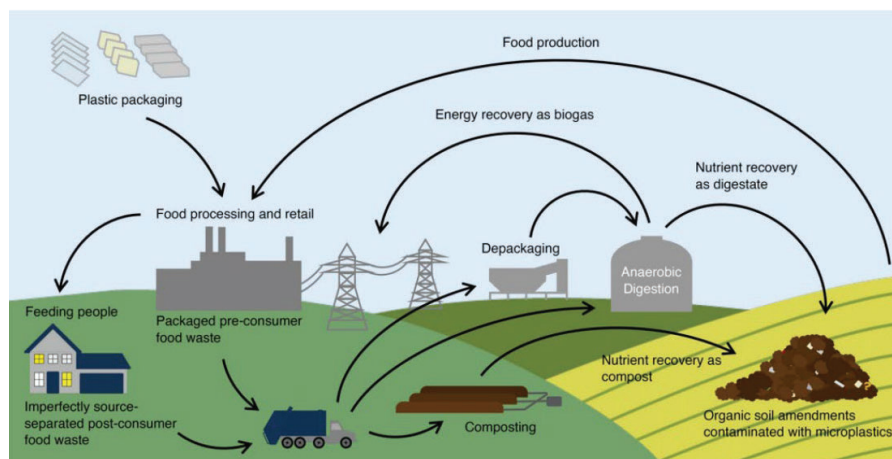 Food production
Plastic packaging
Energy recovery as biogas
Nutrient recovery
as digestate
Food processing and retail
Depackaging
Anaerobic
Digestion
Feeding people
Packaged pre-consumer
food waste
Nutrient recovery as
compost
Imperfectly source-
separated post-consumer
food waste
Composting
Organic soil amendments
contaminated with microplastics